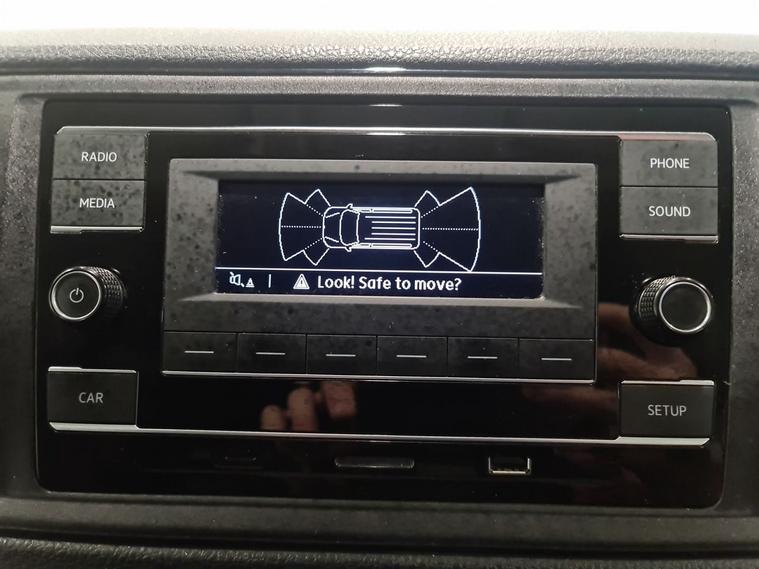 RADIO
PHONE
MEDIA
SOUND
Look! Safe to move?
CAR
SETUP